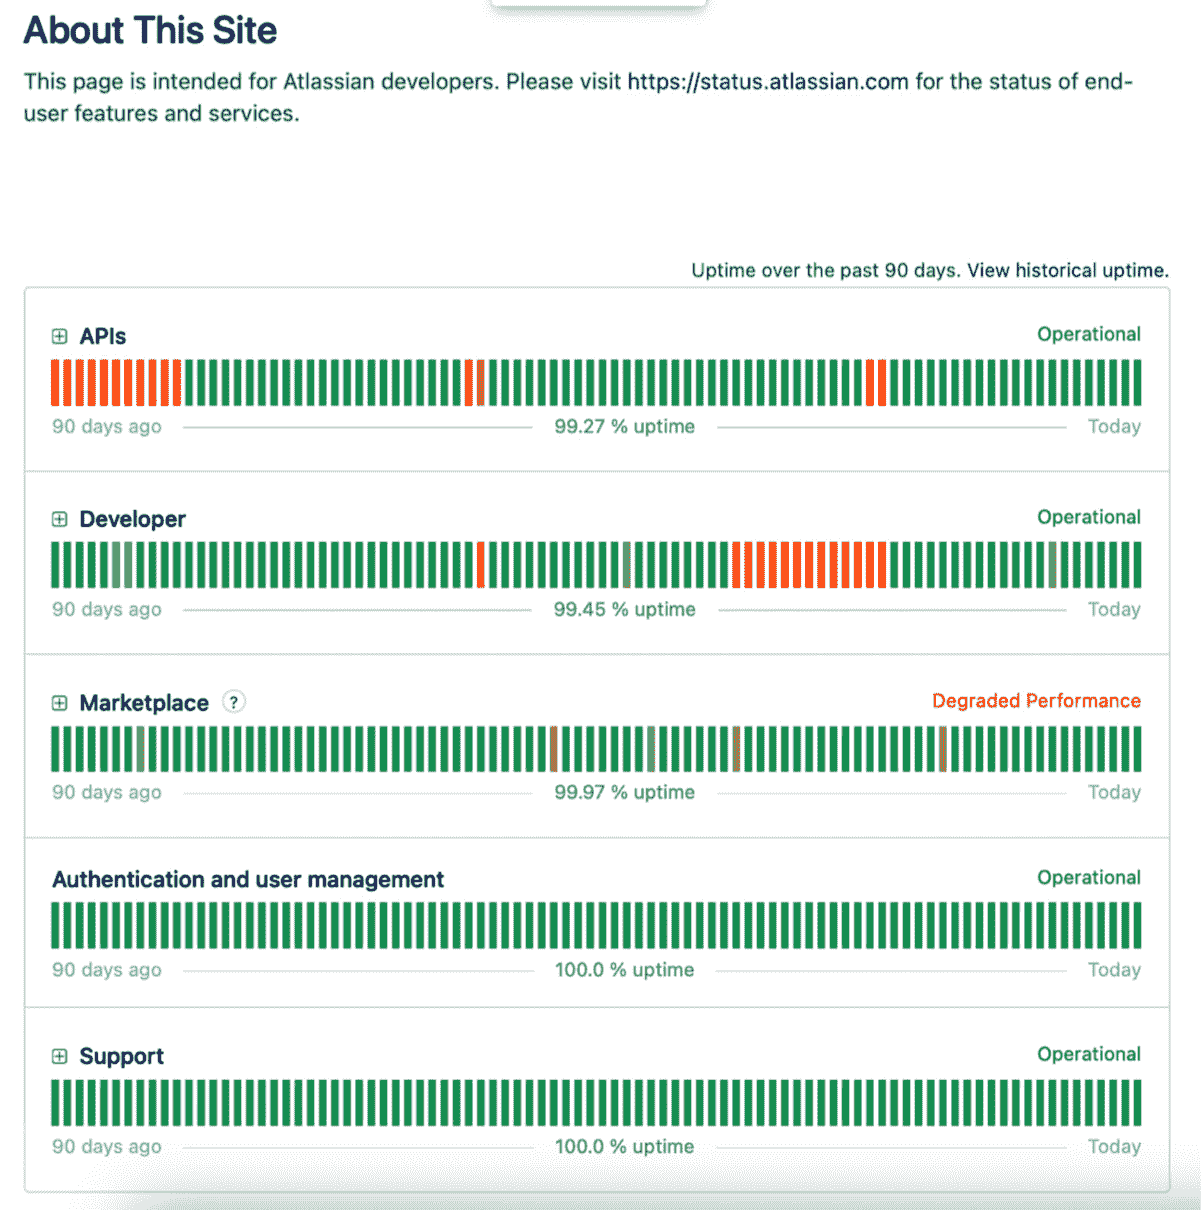 About This Site
This page is intended for Atlassian developers. Please visit https://status.atlassian.com for the status of end-
user features and services.
Uptime over the past 90 days. View historical uptime.
APIs
Operational
90 days ago
99.27 % uptime
Today
Developer
Operational
90 days ago
99.45 % uptime
Today
Marketplace ?
Degraded Performance
90 days ago
99.97 % uptime
Today
Authentication and user management
Operational
90 days ago
100.0 % uptime
Today
Support
Operational
90 days ago
100.0 % uptime
Today